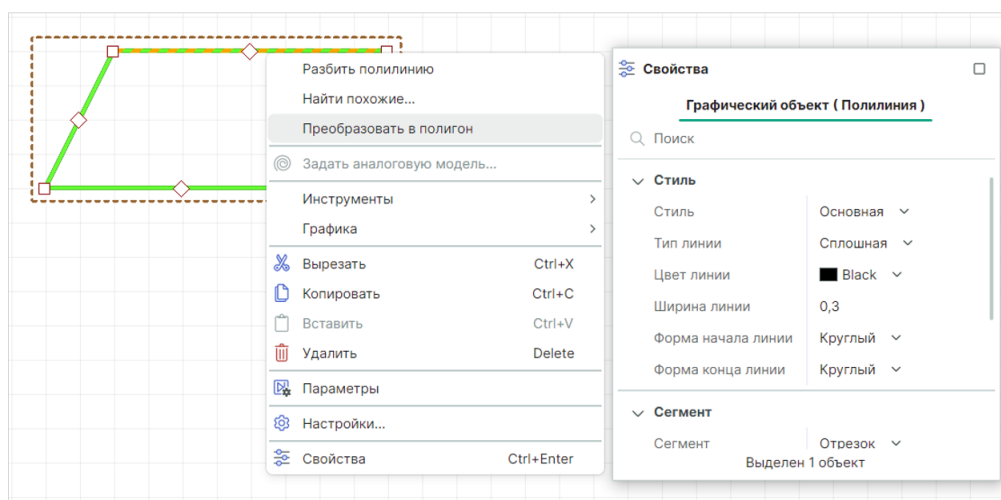 Разбить полилинию
Найти похожие...
Преобразовать в полигон
Задать аналоговую модель...
Инструменты
Графика
Вырезать Ctrl+X
Копировать Ctrl+C
Вставить Ctrl+V
Удалить Delete
Параметры
Настройки...
Свойства Ctrl+Enter
Свойства
Графический объект ( Полилиния )
Поиск
Стиль
Стиль Основная
Тип линии Сплошная
Цвет линии Black
Ширина линии 0,3
Форма начала линии Круглый
Форма конца линии Круглый
Сегмент
Сегмент Отрезок
Выделен 1 объект